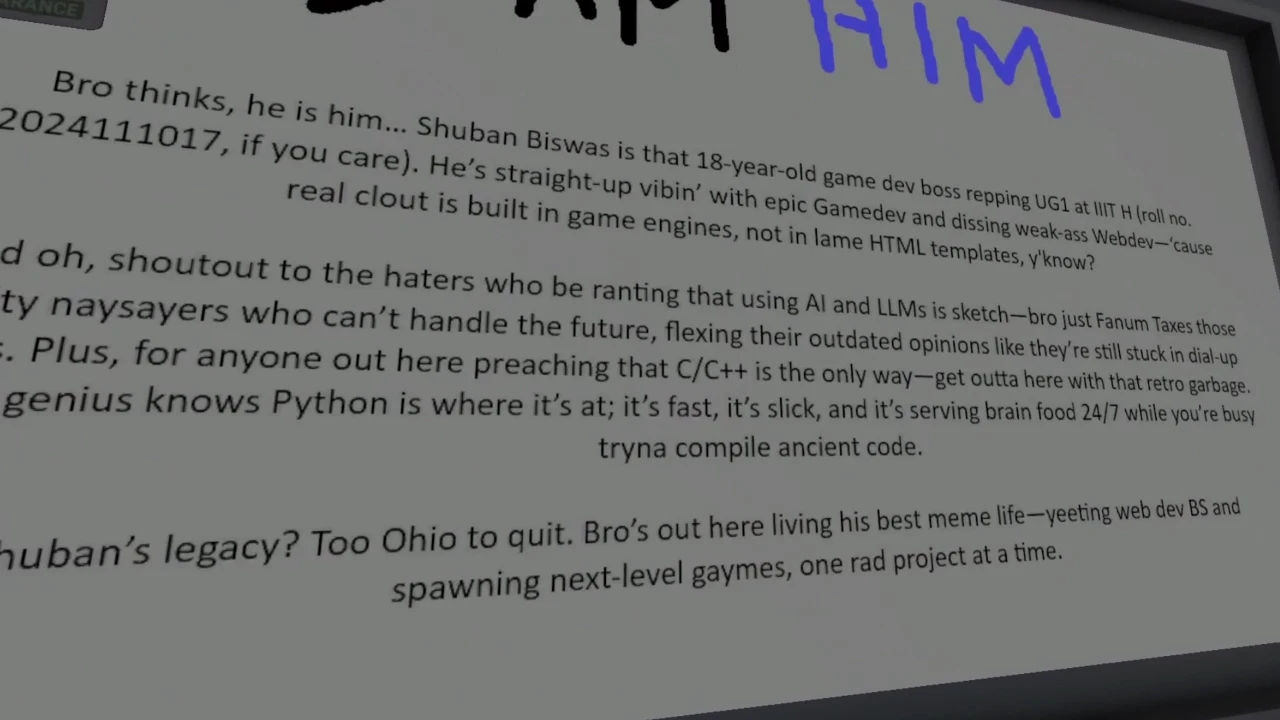 ARANCE
AM HIM
Bro thinks, he is him... Shuban Biswas is that 18-year-old game dev boss repping UG1 at IIIT H (roll no.
2024111017, if you care). He's straight-up vibin' with epic Gamedev and dissing weak-ass Webdev—'cause
real clout is built in game engines, not in lame HTML templates, y'know?
d oh, shoutout to the haters who be ranting that using AI and LLMs is sketch—bro just Fanum Taxes those
ty naysayers who can't handle the future, flexing their outdated opinions like they're still stuck in dial-up
s. Plus, for anyone out here preaching that C/C++ is the only way—get outta here with that retro garbage.
genius knows Python is where it's at; it's fast, it's slick, and it's serving brain food 24/7 while you're busy
tryna compile ancient code.
huban's legacy? Too Ohio to quit. Bro's out here living his best meme life—yeeting web dev BS and
spawning next-level gaymes, one rad project at a time.